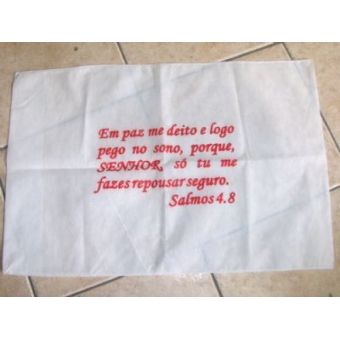 Em paz me deito e logo
pego no sono, porque,
SENHOR, só tu me
fazes repousar seguro.
Salmos 4.8